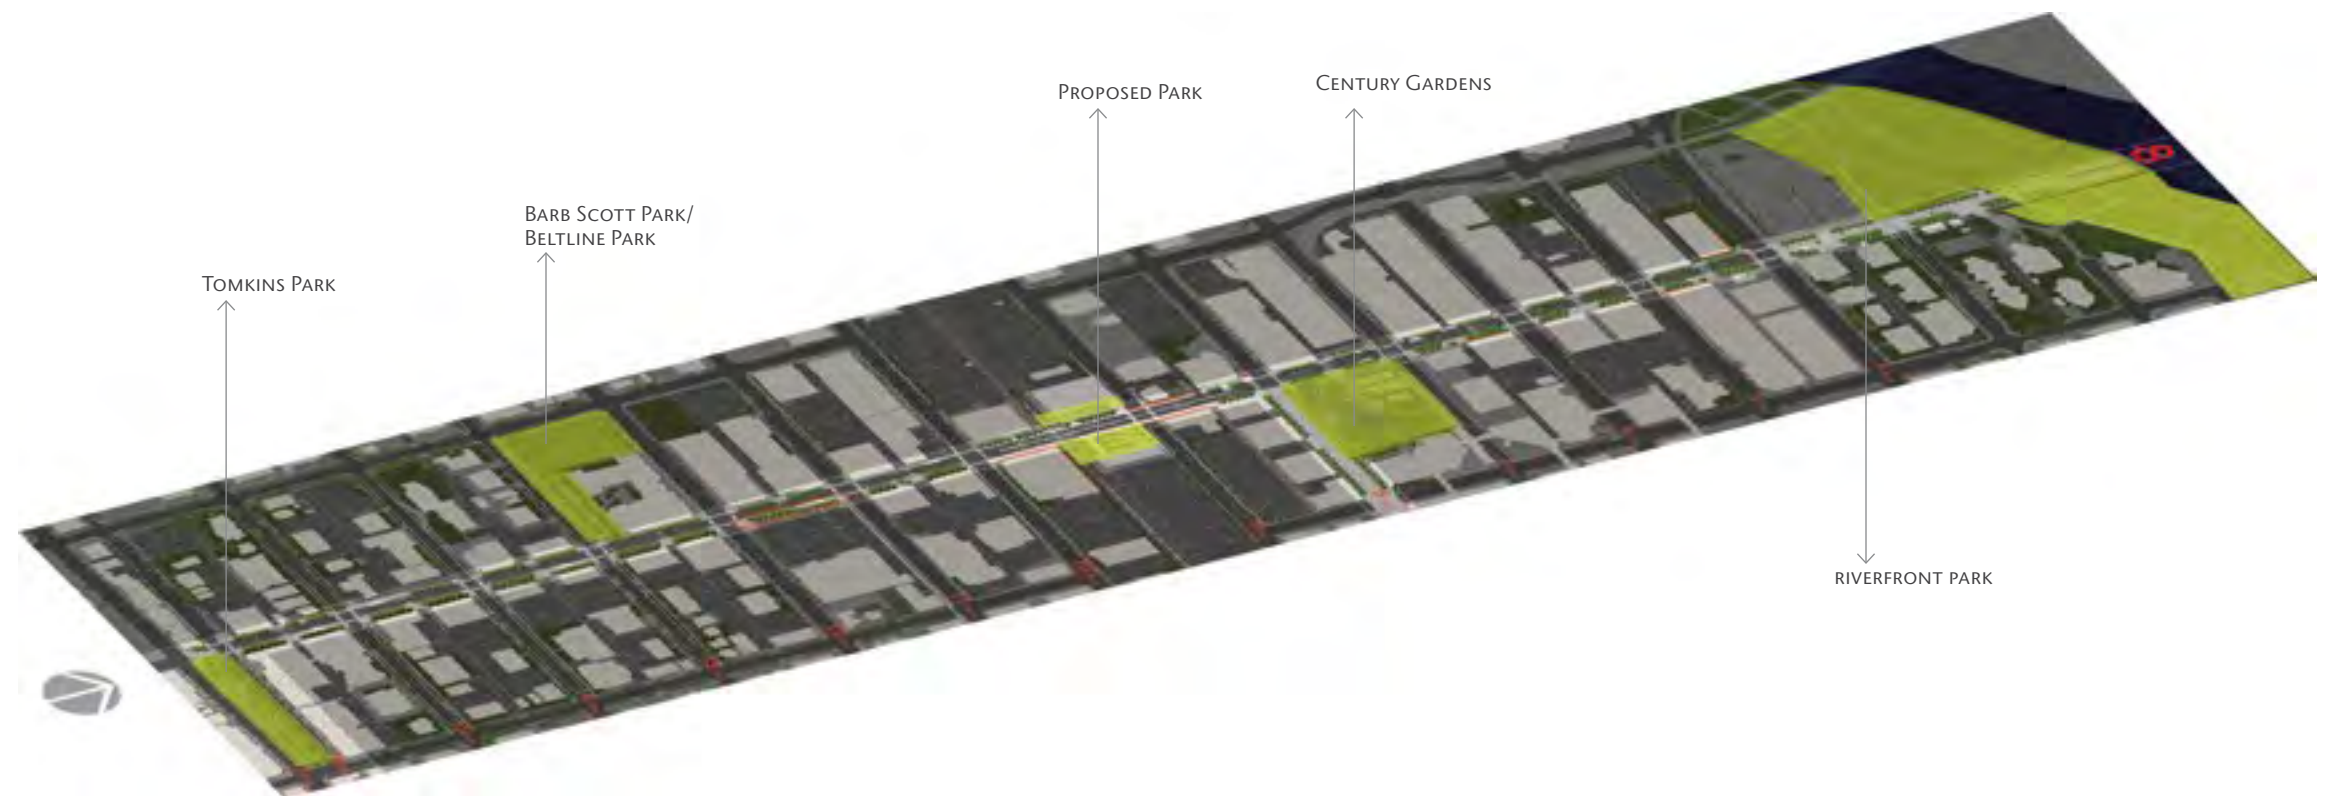 Tomkins Park
Barb Scott Park/
Beltline Park
Proposed Park
Century Gardens
riverfront park